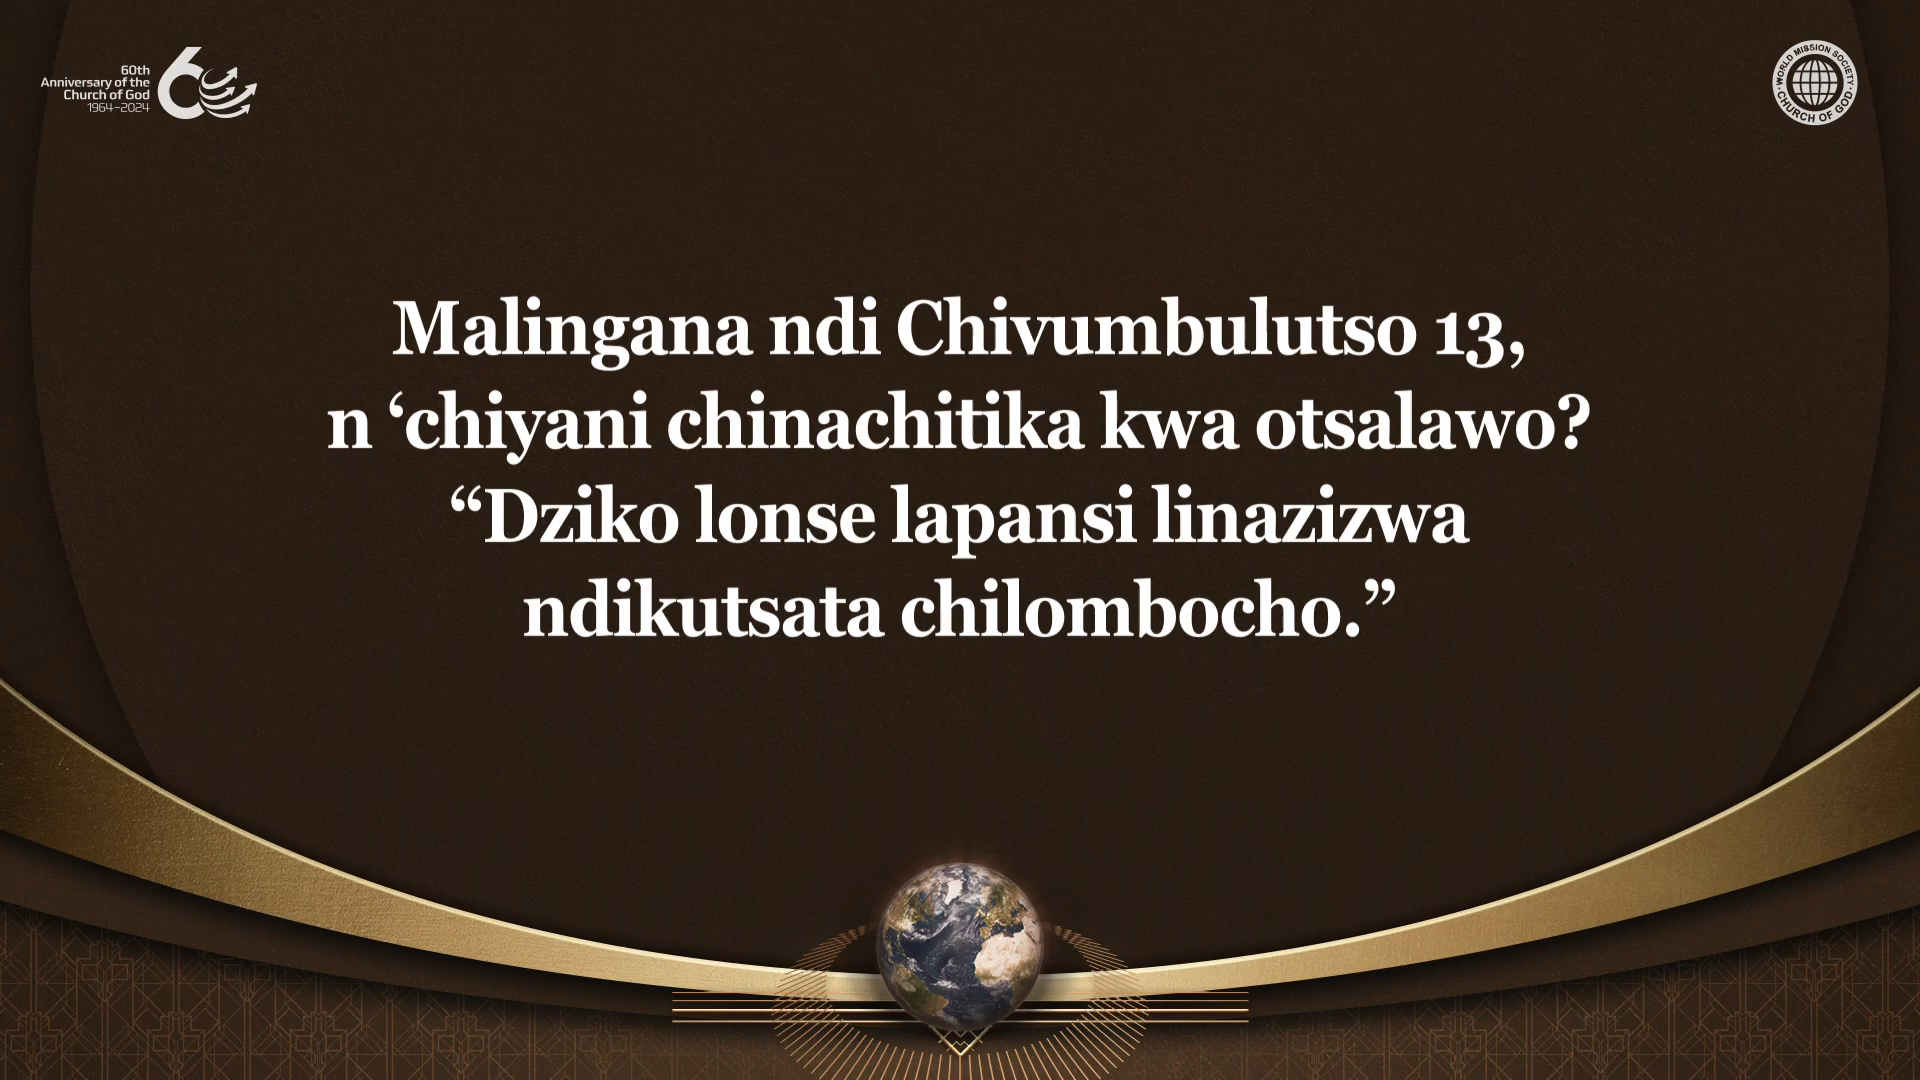 60th
Anniversary of the
Church of God
1964–2024
WORLD MISSION SOCIETY
CHURCH OF GOD
Malingana ndi Chivumbulutso 13,
n ‘chiyani chinachitika kwa otsalawo?
“Dziko lonse lapansi linazizwa
ndikutsata chilombocho.”